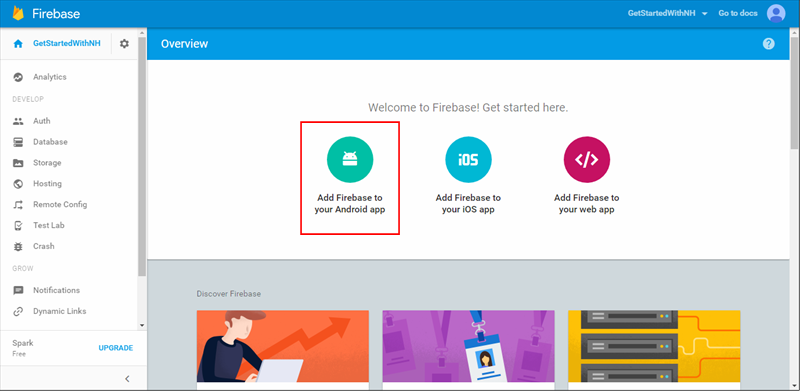 Firebase
GetStartedWithNH
Go to docs
GetStartedWithNH
Overview
Analytics
DEVELOP
Auth
Database
Storage
Hosting
Remote Config
Test Lab
Crash
GROW
Notifications
Dynamic Links
Spark
Free
UPGRADE
Welcome to Firebase! Get started here.
Add Firebase to
your Android app
iOS
Add Firebase to
your iOS app
</>
Add Firebase to
your web app
Discover Firebase